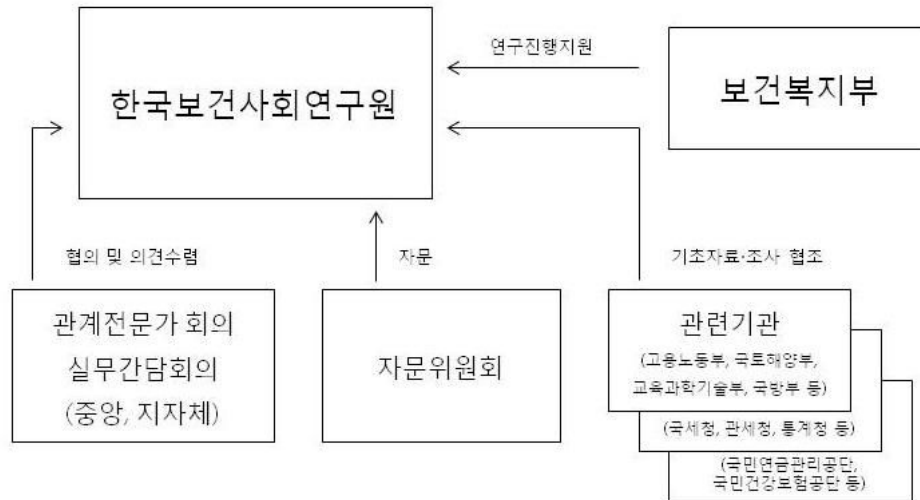 연구진행지원
한국보건사회연구원
보건복지부
협의 및 의견수렴
자문
기초자료·조사 협조
관계전문가 회의
실무간담회의
(중앙, 지자체)
자문위원회
관련기관
(고용노동부, 국토해양부,
교육과학기술부, 국방부 등)
(국세청, 관세청, 통계청 등)
(국민연금관리공단,
국민건강보험공단 등)